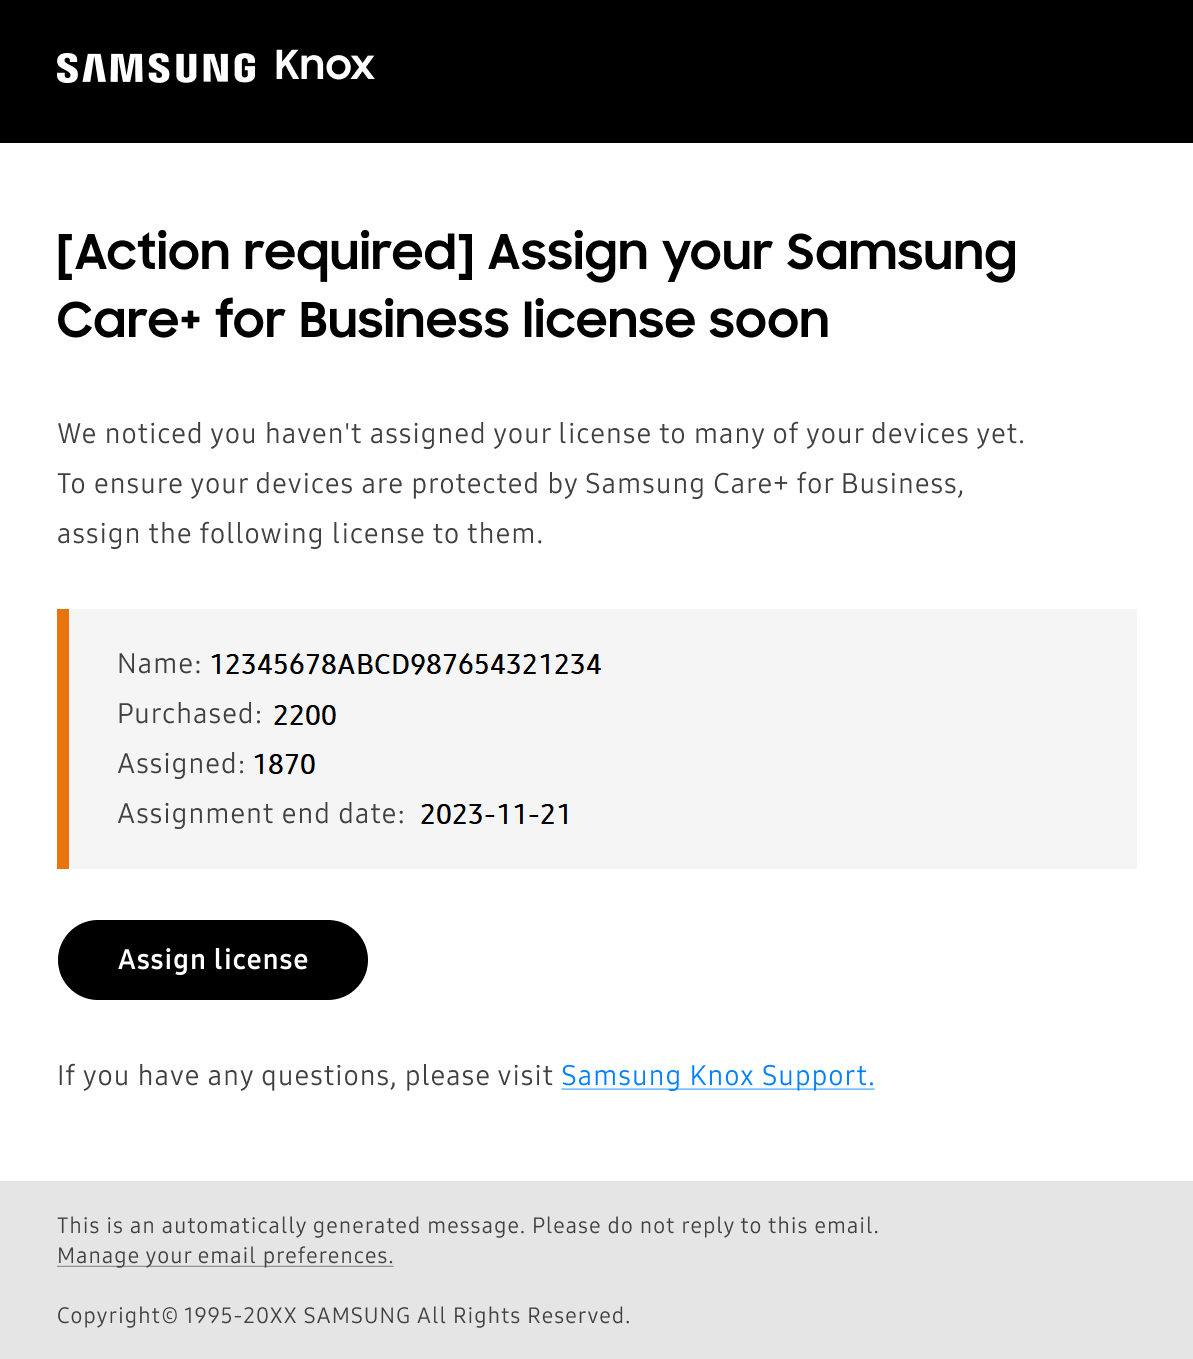 SAMSUNG Knox
[Action required] Assign your Samsung
Care+ for Business license soon
We noticed you haven't assigned your license to many of your devices yet.
To ensure your devices are protected by Samsung Care+ for Business,
assign the following license to them.
Name: 12345678ABCD987654321234
Purchased: 2200
Assigned: 1870
Assignment end date: 2023-11-21
Assign license
If you have any questions, please visit Samsung Knox Support.
This is an automatically generated message. Please do not reply to this email.
Manage your email preferences.
Copyright© 1995-20XX SAMSUNG All Rights Reserved.